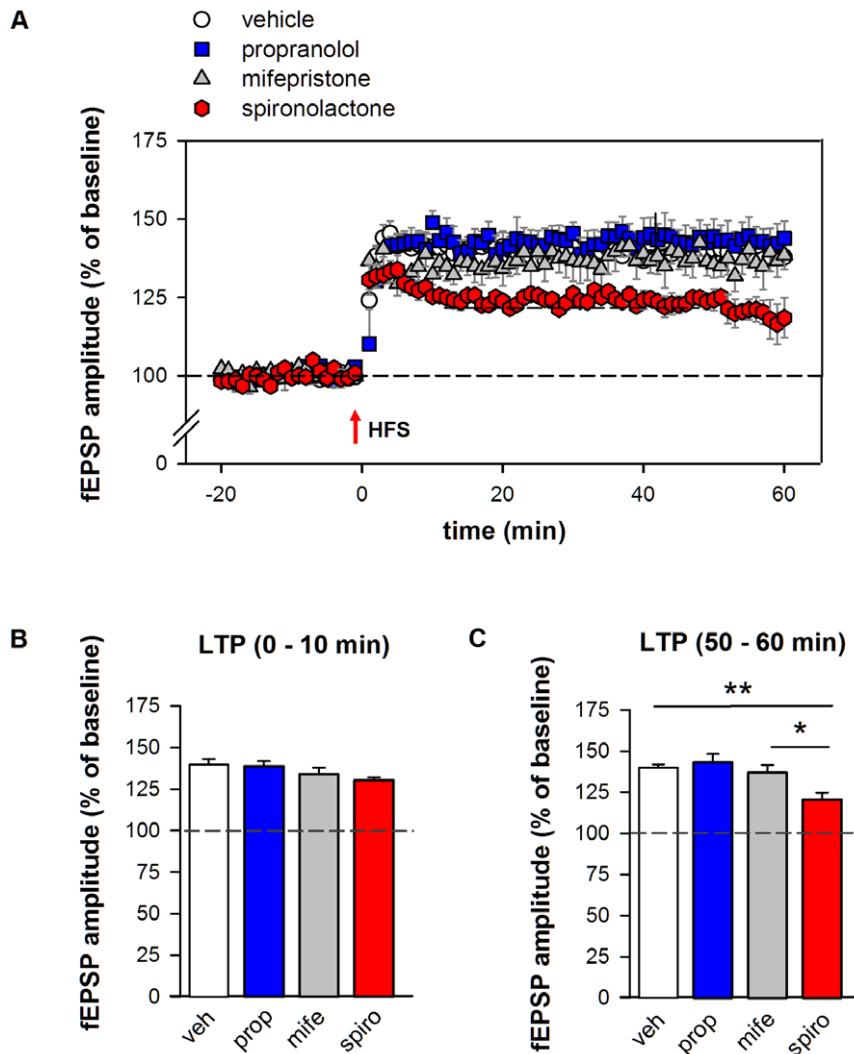 A
vehicle
propranolol
mifepristone
spironolactone
fEPSP amplitude (% of baseline)
175
150
125
100
0
HFS
-20 0 20 40 60
time (min)
B
LTP (0 - 10 min)
fEPSP amplitude (% of baseline)
175
150
125
100
75
50
25
0
veh prop mife spiro
C
LTP (50 - 60 min)
fEPSP amplitude (% of baseline)
175
150
125
100
75
50
25
0
**
*
veh prop mife spiro